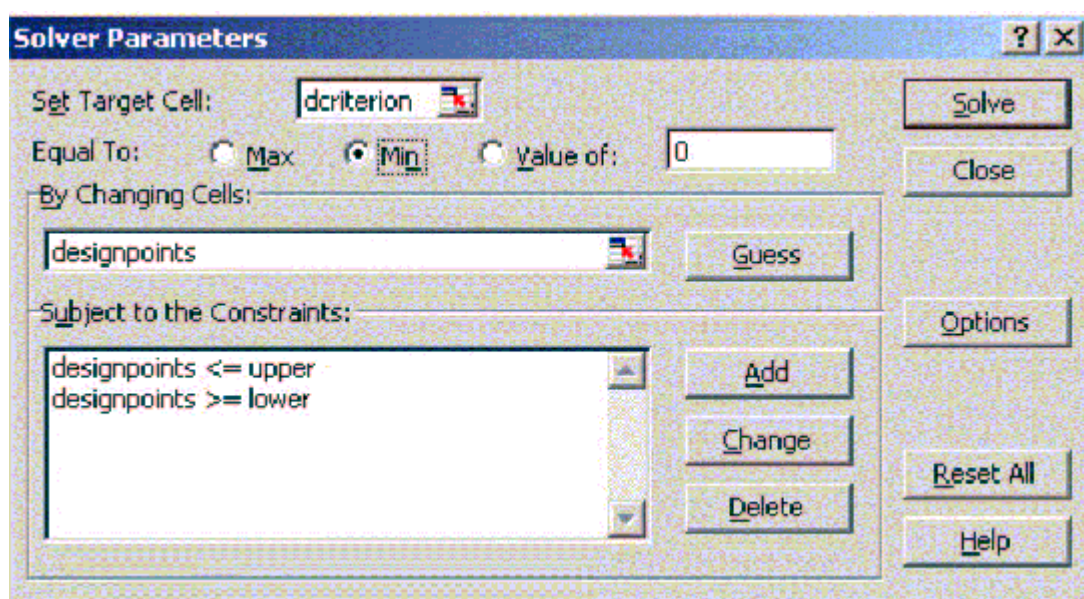 Solver Parameters ? ×
Set Target Cell: dcriterion Solve
Equal To: Max Min Value of: 0
Close
By Changing Cells:
designpoints Guess
Subject to the Constraints:
Options
designpoints <= upper
designpoints >= lower
Add
Change
Reset All
Delete
Help